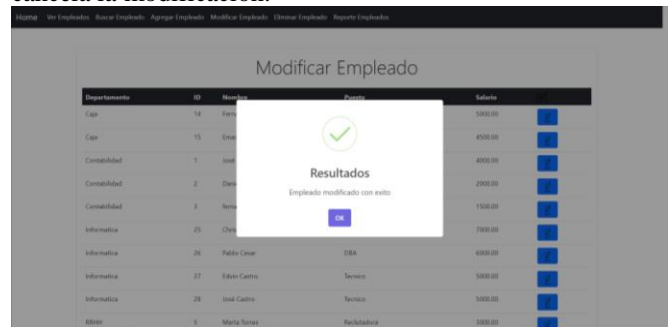 Home Ver Empleados Buscar Empleado Agregar Empleado Modificar Empleado Eliminar Empleado Reporte Empleados
Modificar Empleado
Departamento ID Nombre Puesto Salario
Caja 14 5000.00
Caja 15 4500.00
Contabilidad 1 José 4000.00
Contabilidad 2 2000.00
Contabilidad 3 1500.00
Informatica 25 7000.00
Informatica 26 Pablo Cesar DBA 6000.00
Informatica 27 Edvin Castro Tecnico 5000.00
Informatica 28 José Castro Tecnico 5000.00
RRHH 5 Marta Torres Reclutadora 3000.00
Resultados
Empleado modificado con exito
OK